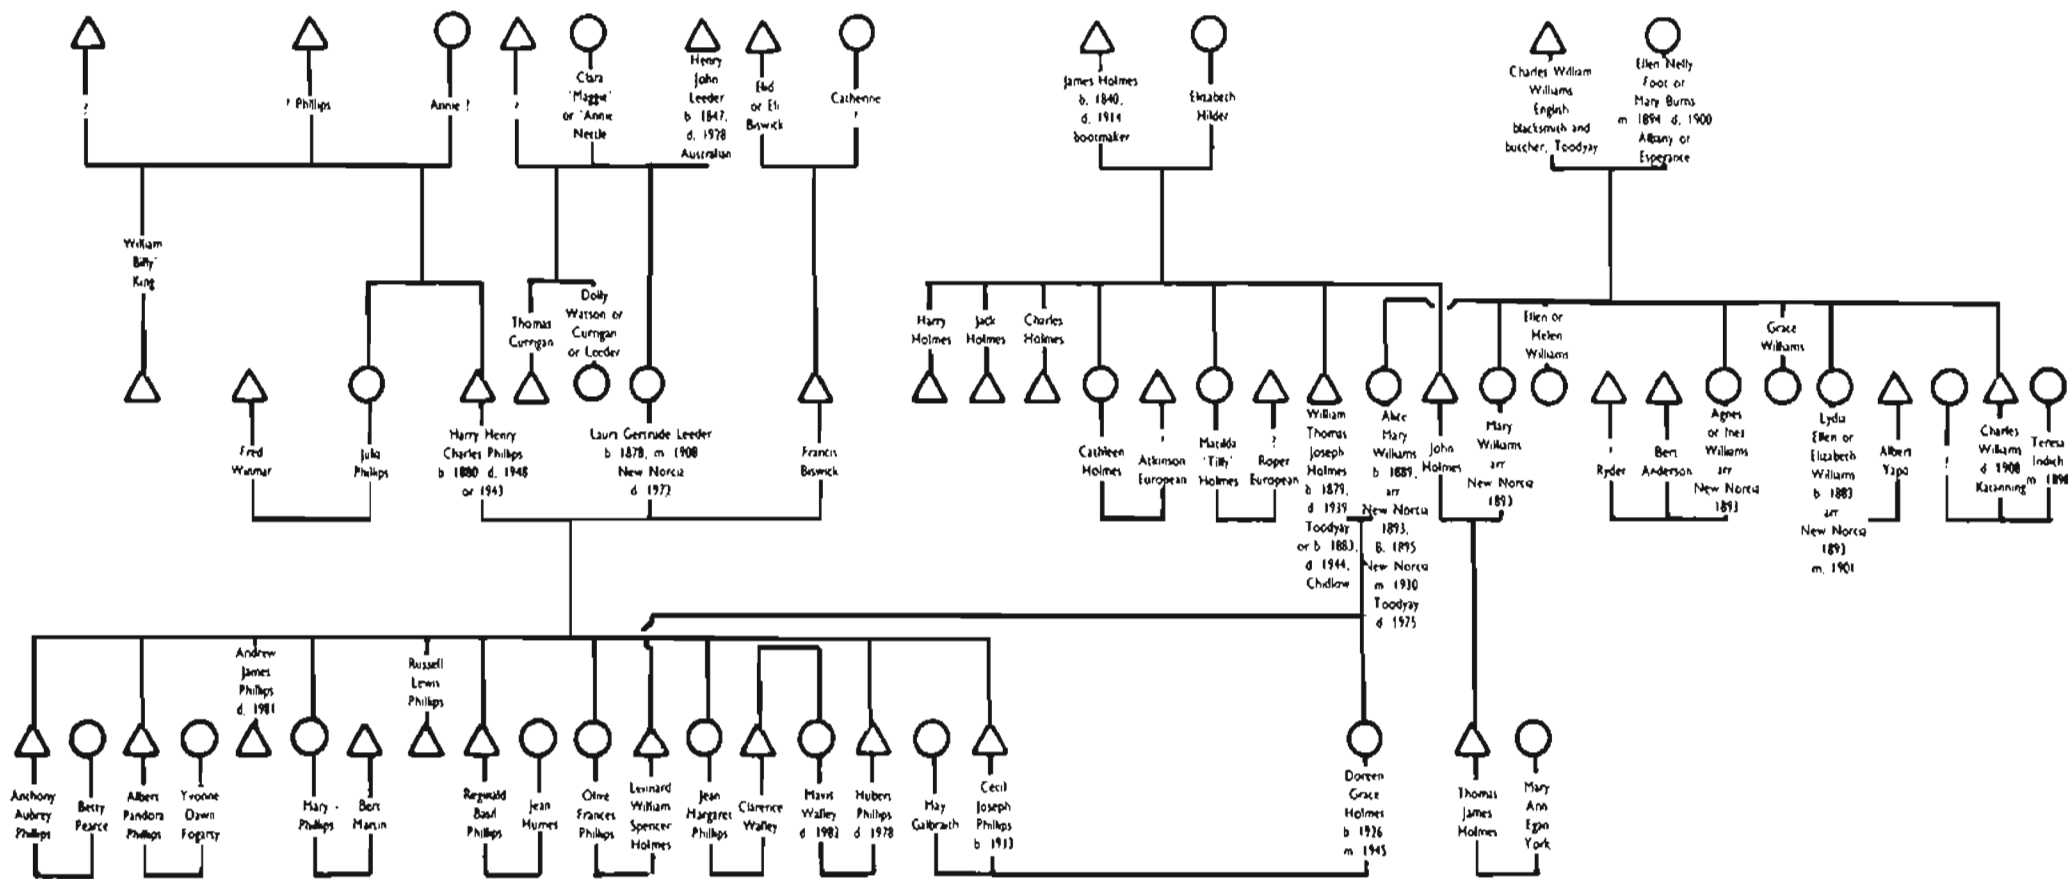 ?
? Phillips
Annie ?
?
Clara
'Maggie'
or 'Annie'
Nettle
Henry
John
Leeder
b 1847,
d. 1928
Australian
or Eli
Biswick
Catherine
?
James Holmes
b. 1840,
d. 1914
bootmaker
Elizabeth
Hilder
Charles William
Williams
English
blacksmith and
butcher, Toodyay
Ellen Nelly
Foot or
Mary Burns
m 1894 d. 1900
Albany or
Esperance
William
'Billy'
King
Thomas
Currigan
Dolly
Watson or
Currigan
or Leeder
Harry
Holmes
Jack
Holmes
Charles
Holmes
Ellen or
Helen
Williams
Grace
Williams
Fred
Winmar
Julia
Phillips
Harry Henry
Charles Phillips
b 1880 d. 1948
or 1943
Laura Gertrude Leeder
b 1878, m 1908
New Norcia
d 1972
Francis
Biswick
Cathleen
Holmes
?
Atkinson
European
Matilda
'Tilly'
Holmes
?
Roper
European
William
Thomas
Joseph
Holmes
b 1879,
d 1939
Toodyay
or b 1883,
d 1944,
Chidlow
Alice
Mary
Williams
b 1889,
arr
New Norcia
1893,
B. 1895
New Norcia
m 1930
Toodyay
d 1975
John
Holmes
Mary
Williams
arr
New Norcia
1893
?
Ryder
Bert
Anderson
Agnes
or Inez
Williams
arr
New Norcia
1893
Lydia
Ellen or
Elizabeth
Williams
b 1883
arr
New Norcia
1893
m. 1901
Albert
Yapo
?
Charles
William
d 1908
Katanning
Teresa
Indich
m 1898
Andrew
James
Phillips
d. 1981
Russell
Lewis
Phillips
Anthony
Aubrey
Phillips
Betty
Pearce
Albert
Pandora
Phillips
Yvonne
Dawn
Fogarty
Mary
Phillips
Bert
Martin
Reginald
Basil
Phillips
Jean
Humes
Olive
Frances
Phillips
Lennard
William
Spencer
Holmes
Jean
Margaret
Phillips
Clarence
Walley
Mavis
Walley
d 1982
Hubert
Phillips
d 1978
May
Galbraith
Cecil
Joseph
Phillips
b 1913
Doreen
Grace
Holmes
b 1926
m 1945
Thomas
James
Holmes
Mary
Ann
Egan
York